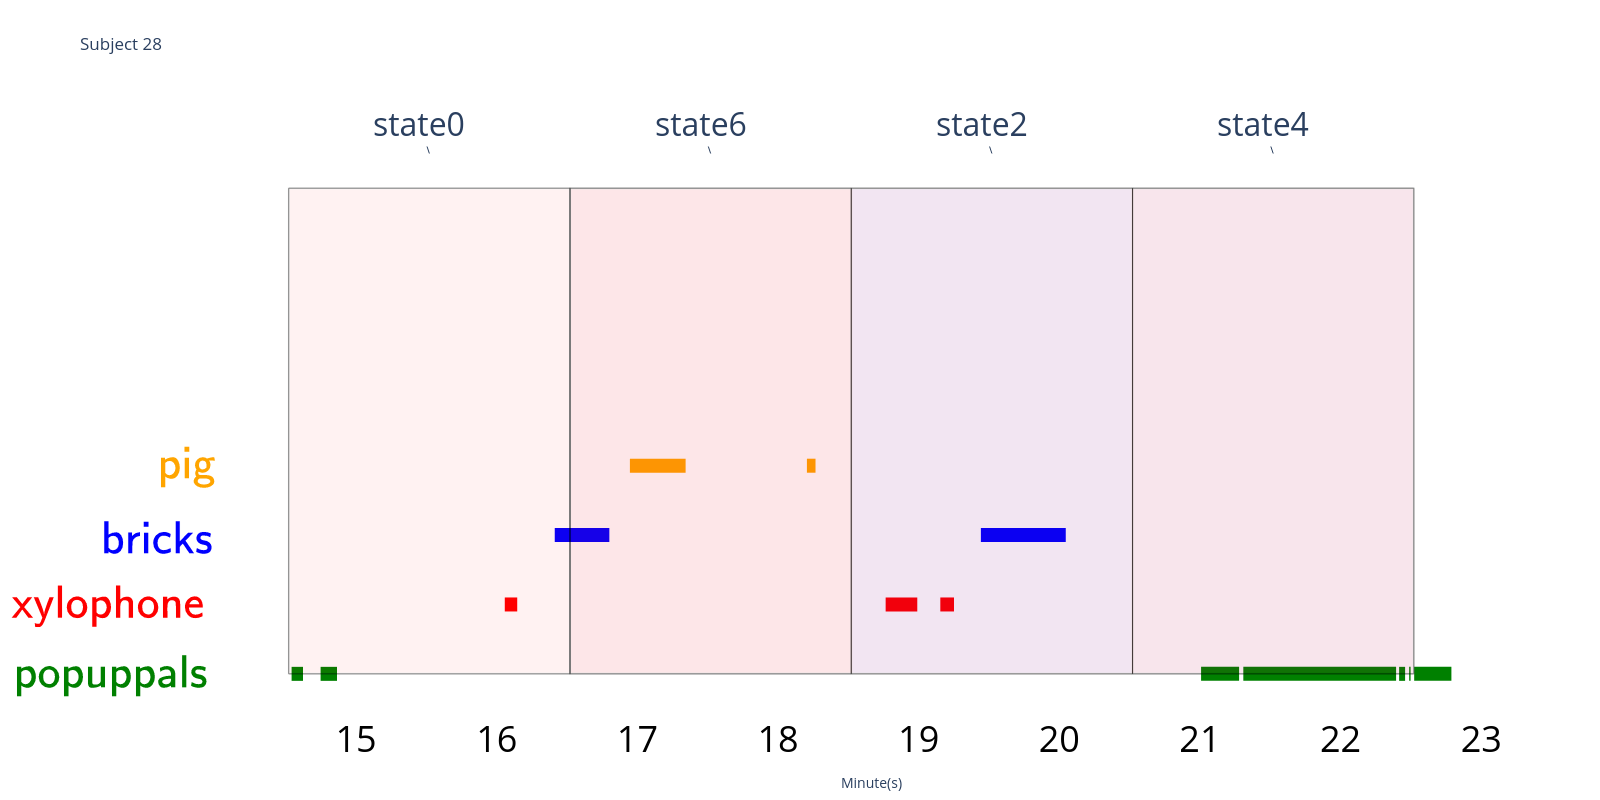 Subject 28
state0 state6 state2 state4
pig
bricks
xylophone
popuppals
15 16 17 18 19 20 21 22 23
Minute(s)